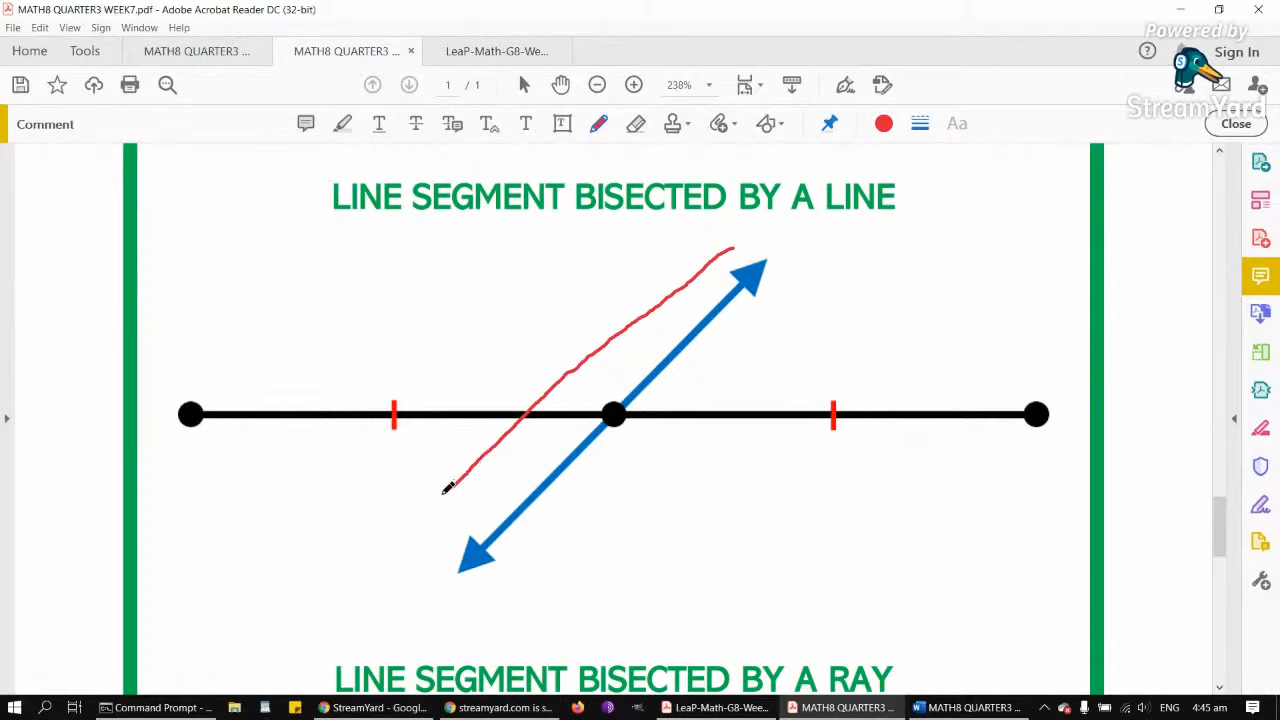 MATH8 QUARTER3 WEEK7.pdf - Adobe Acrobat Reader DC (32-bit)
File Edit View Sign Window Help
Powered by
StreamYard
Home Tools MATH8 QUARTER3 ... MATH8 QUARTER3 ... × LeaP-Math-G8-We... Sign In
1 / 1 238%
Comment Aa Close
LINE SEGMENT BISECTED BY A LINE
LINE SEGMENT BISECTED BY A RAY
Command Prompt - ... StreamYard - Googl... streamyard.com is s... LeaP-Math-G8-We... MATH8 QUARTER3 ... MATH8 QUARTER3 ... 4:45 am